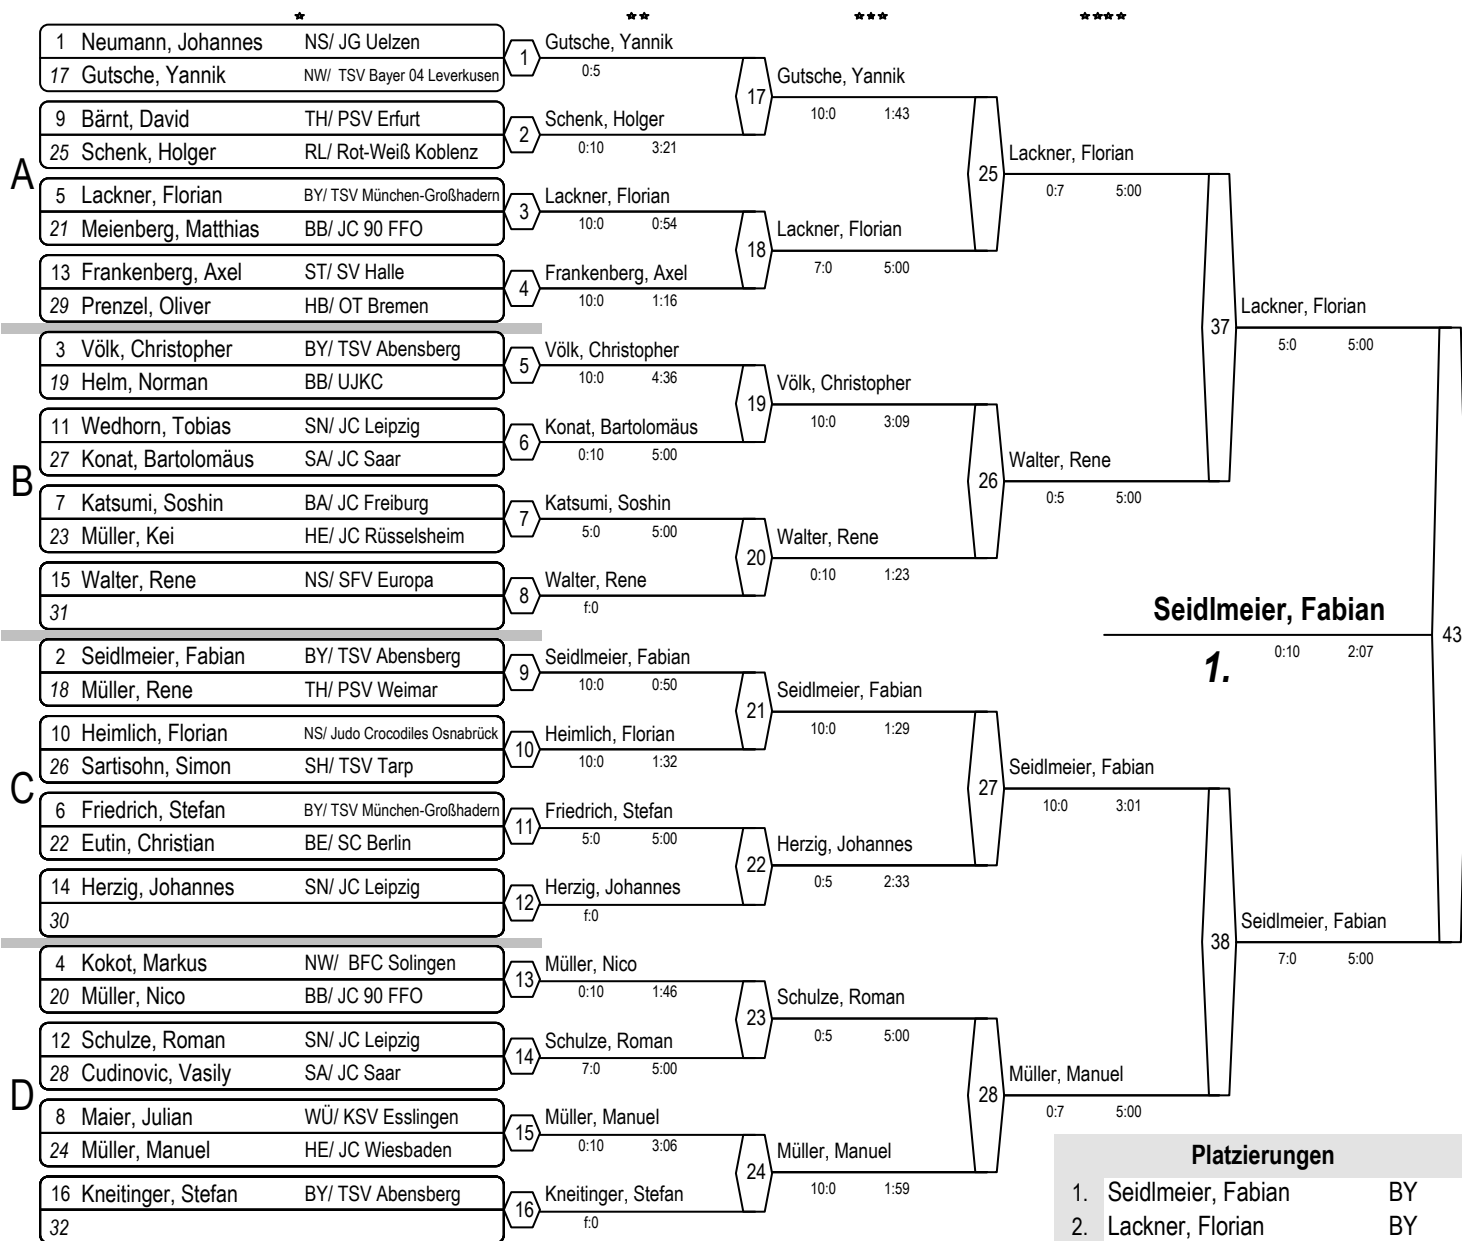 * ** *** ****
A
1 Neumann, Johannes NS/ JG Uelzen
17 Gutsche, Yannik NW/ TSV Bayer 04 Leverkusen
9 Bärnt, David TH/ PSV Erfurt
25 Schenk, Holger RL/ Rot-Weiß Koblenz
5 Lackner, Florian BY/ TSV München-Großhadern
21 Meienberg, Matthias BB/ JC 90 FFO
13 Frankenberg, Axel ST/ SV Halle
29 Prenzel, Oliver HB/ OT Bremen
B
3 Völk, Christopher BY/ TSV Abensberg
19 Helm, Norman BB/ UJKC
11 Wedhorn, Tobias SN/ JC Leipzig
27 Konat, Bartolomäus SA/ JC Saar
7 Katsumi, Soshin BA/ JC Freiburg
23 Müller, Kei HE/ JC Rüsselsheim
15 Walter, Rene NS/ SFV Europa
31
C
2 Seidlmeier, Fabian BY/ TSV Abensberg
18 Müller, Rene TH/ PSV Weimar
10 Heimlich, Florian NS/ Judo Crocodiles Osnabrück
26 Sartisohn, Simon SH/ TSV Tarp
6 Friedrich, Stefan BY/ TSV München-Großhadern
22 Eutin, Christian BE/ SC Berlin
14 Herzig, Johannes SN/ JC Leipzig
30
D
4 Kokot, Markus NW/ BFC Solingen
20 Müller, Nico BB/ JC 90 FFO
12 Schulze, Roman SN/ JC Leipzig
28 Cudinovic, Vasily SA/ JC Saar
8 Maier, Julian WÜ/ KSV Esslingen
24 Müller, Manuel HE/ JC Wiesbaden
16 Kneitinger, Stefan BY/ TSV Abensberg
32
1 Gutsche, Yannik
0:5
2 Schenk, Holger
0:10 3:21
3 Lackner, Florian
10:0 0:54
4 Frankenberg, Axel
10:0 1:16
5 Völk, Christopher
10:0 4:36
6 Konat, Bartolomäus
0:10 5:00
7 Katsumi, Soshin
5:0 5:00
8 Walter, Rene
f:0
9 Seidlmeier, Fabian
10:0 0:50
10 Heimlich, Florian
10:0 1:32
11 Friedrich, Stefan
5:0 5:00
12 Herzig, Johannes
f:0
13 Müller, Nico
0:10 1:46
14 Schulze, Roman
7:0 5:00
15 Müller, Manuel
0:10 3:06
16 Kneitinger, Stefan
f:0
17 Gutsche, Yannik
10:0 1:43
18 Lackner, Florian
7:0 5:00
19 Völk, Christopher
10:0 3:09
20 Walter, Rene
0:10 1:23
21 Seidlmeier, Fabian
10:0 1:29
22 Herzig, Johannes
0:5 2:33
23 Schulze, Roman
0:5 5:00
24 Müller, Manuel
10:0 1:59
25 Lackner, Florian
0:7 5:00
26 Walter, Rene
0:5 5:00
27 Seidlmeier, Fabian
10:0 3:01
28 Müller, Manuel
0:7 5:00
37 Lackner, Florian
5:0 5:00
38 Seidlmeier, Fabian
7:0 5:00
Seidlmeier, Fabian 43
1. 0:10 2:07
Platzierungen
1. Seidlmeier, Fabian BY
2. Lackner, Florian BY